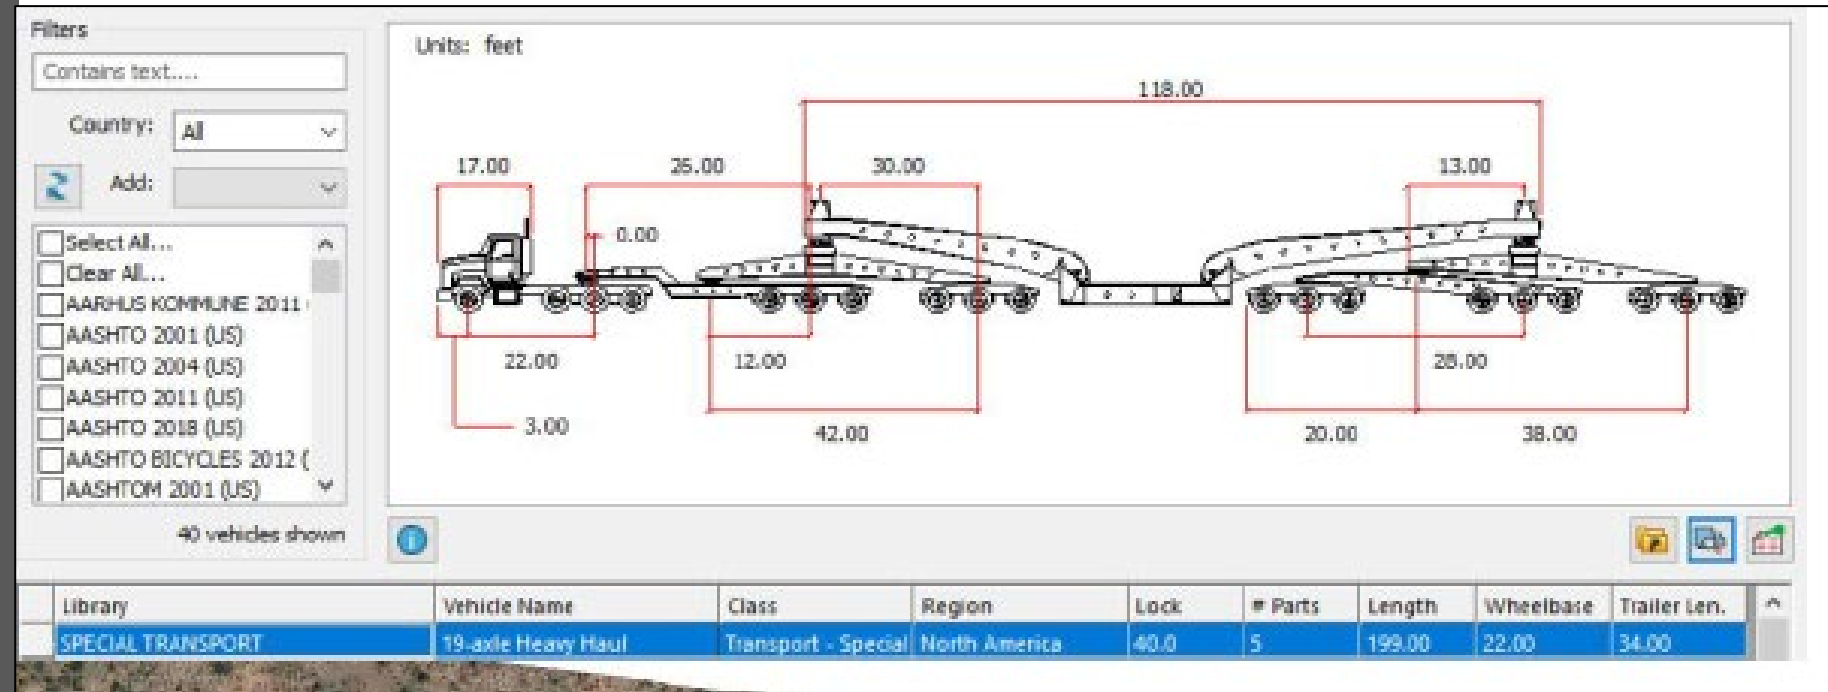 Filters
Contains text....
Country: All
Add:
Select All...
Clear All...
AARHUS KOMMUNE 2011 (
AASHTO 2001 (US)
AASHTO 2004 (US)
AASHTO 2011 (US)
AASHTO 2018 (US)
AASHTO BICYCLES 2012 (
AASHTOM 2001 (US)
40 vehicles shown
Units: feet
118.00
17.00 26.00 30.00 13.00
0.00
22.00 12.00 28.00
3.00 42.00 20.00 38.00
Library Vehicle Name Class Region Lock # Parts Length Wheelbase Trailer Len.
SPECIAL TRANSPORT 19-axle Heavy Haul Transport - Special North America 40.0 5 199.00 22.00 34.00